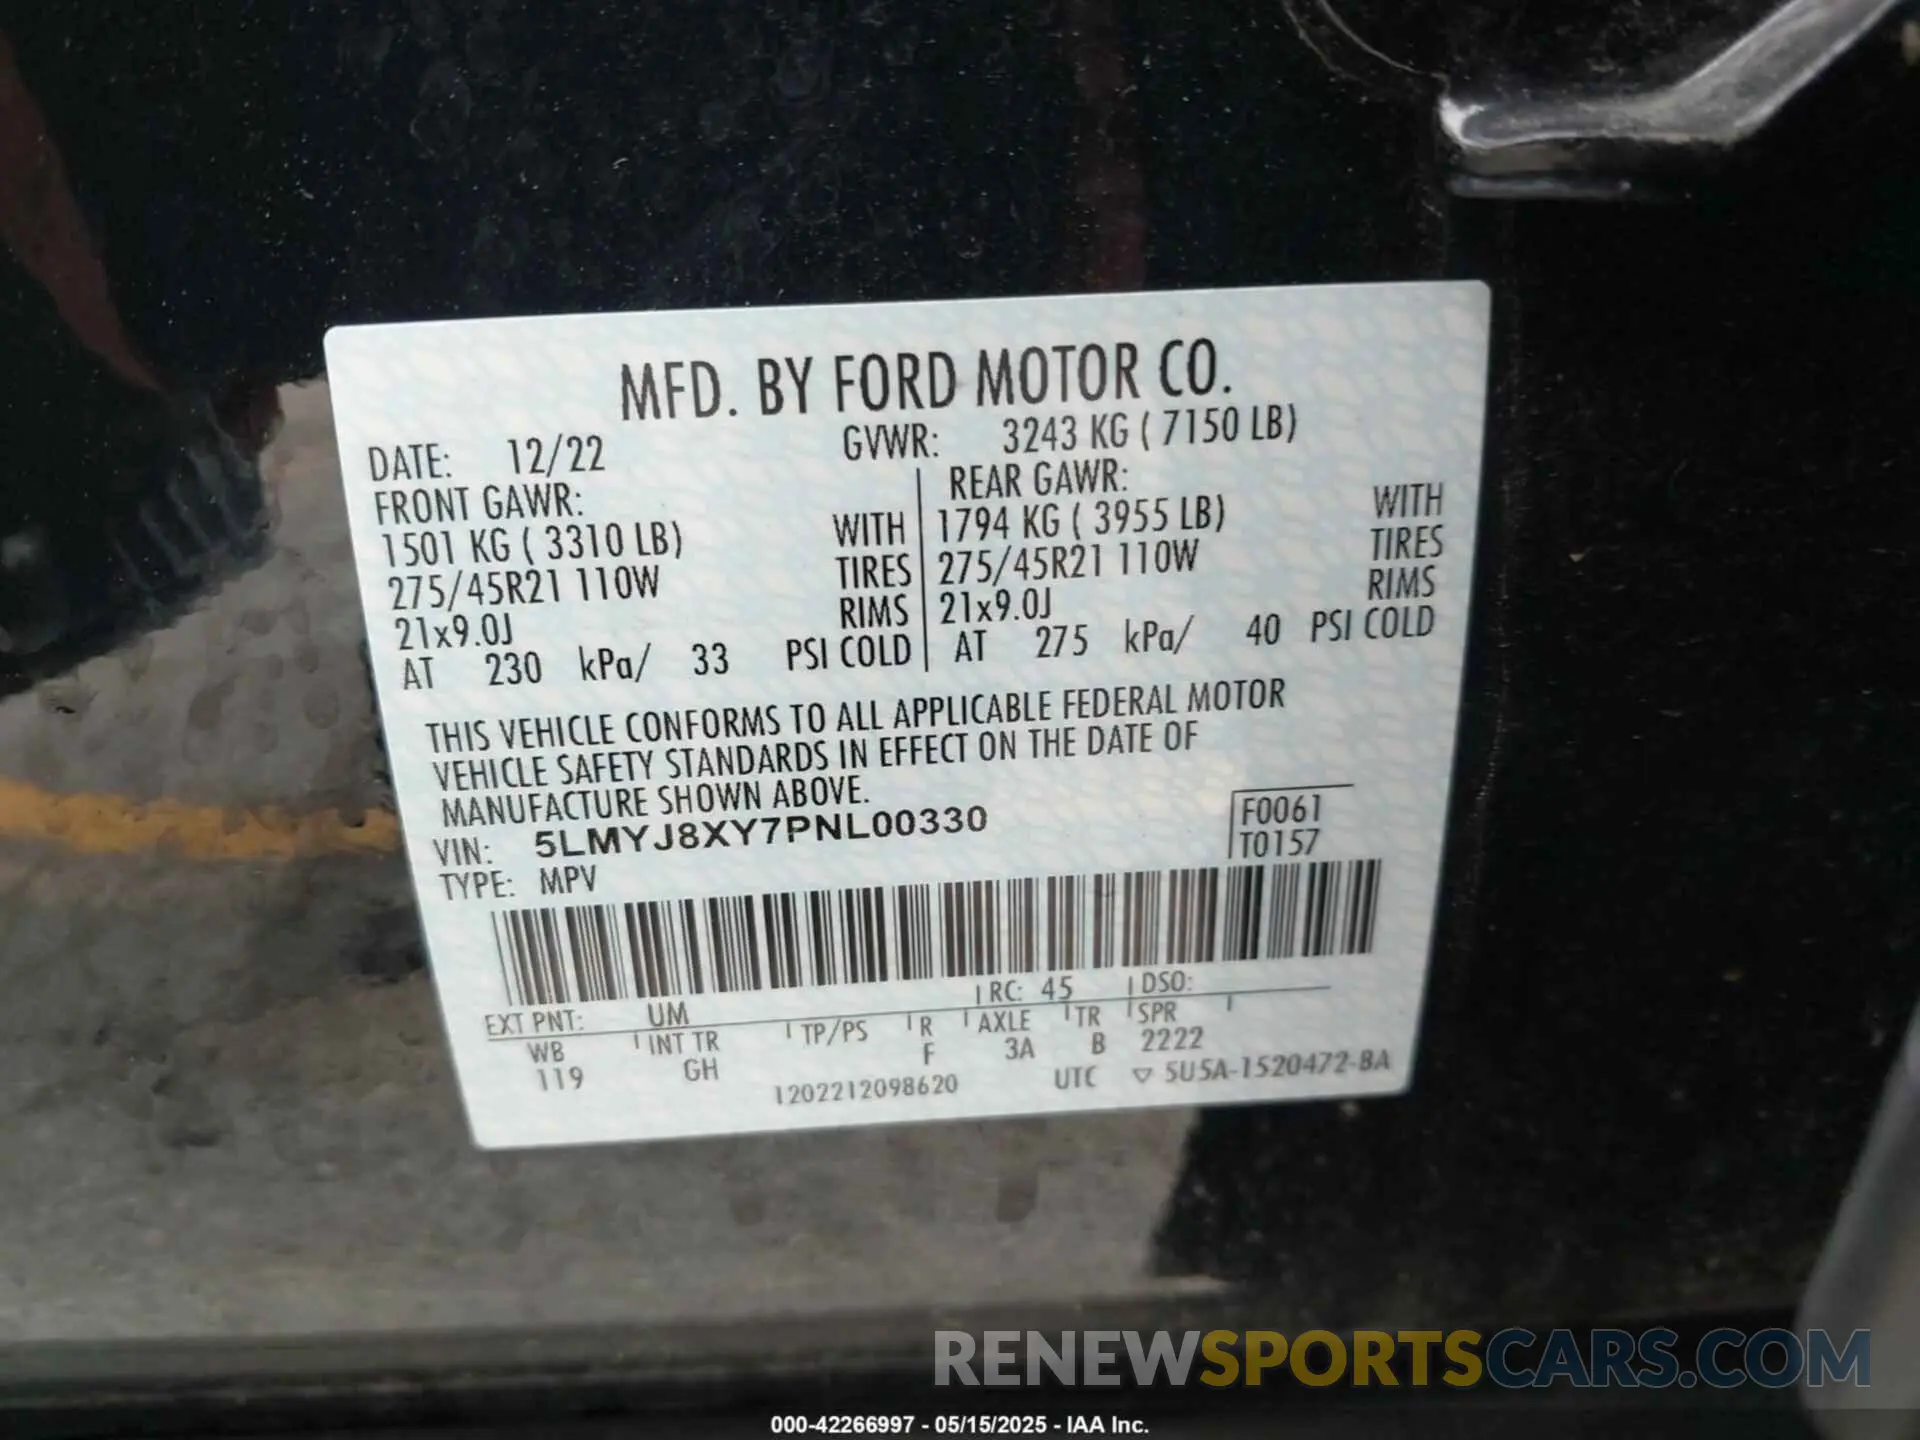 MFD. BY FORD MOTOR CO.
DATE: 12/22 GVWR: 3243 KG ( 7150 LB)
FRONT GAWR: REAR GAWR:
1501 KG ( 3310 LB) WITH 1794 KG ( 3955 LB) WITH
275/45R21 110W TIRES 275/45R21 110W TIRES
21x9.0J RIMS 21x9.0J RIMS
AT 230 kPa/ 33 PSI COLD AT 275 kPa/ 40 PSI COLD
THIS VEHICLE CONFORMS TO ALL APPLICABLE FEDERAL MOTOR
VEHICLE SAFETY STANDARDS IN EFFECT ON THE DATE OF
MANUFACTURE SHOWN ABOVE.
VIN: 5LMYJ8XY7PNL00330 F0061
TYPE: MPV T0157
EXT PNT: UM RC: 45 DSO:
WB INT TR TP/PS R AXLE TR SPR
119 GH F 3A B 2222
1202212098620 UTC ▽ 5U5A-1520472-BA
RENEWSPORTSCARS.COM
000-42266997 - 05/15/2025 - IAA Inc.